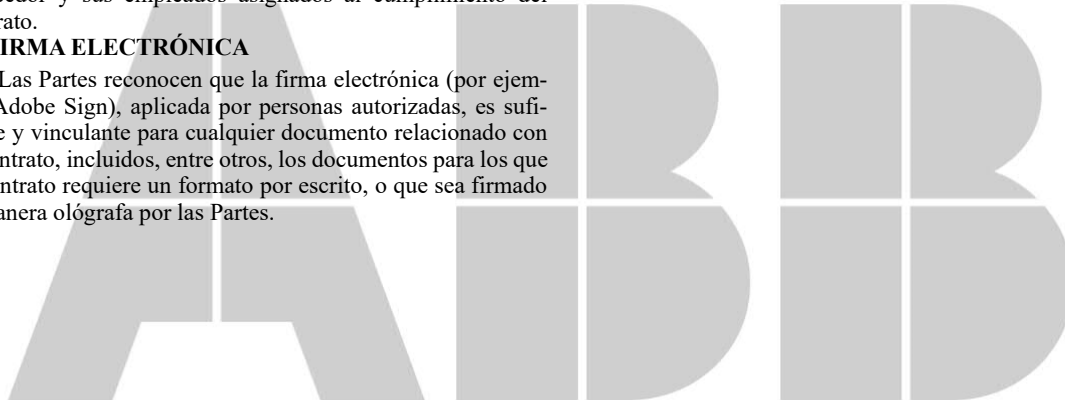 edor y sus empleados asignados al cumplimiento del
rato.
IRMA ELECTRÓNICA
Las Partes reconocen que la firma electrónica (por ejem-
Adobe Sign), aplicada por personas autorizadas, es sufi-
e y vinculante para cualquier documento relacionado con
ntrato, incluidos, entre otros, los documentos para los que
ntrato requiere un formato por escrito, o que sea firmado
anera ológrafa por las Partes.
ABB